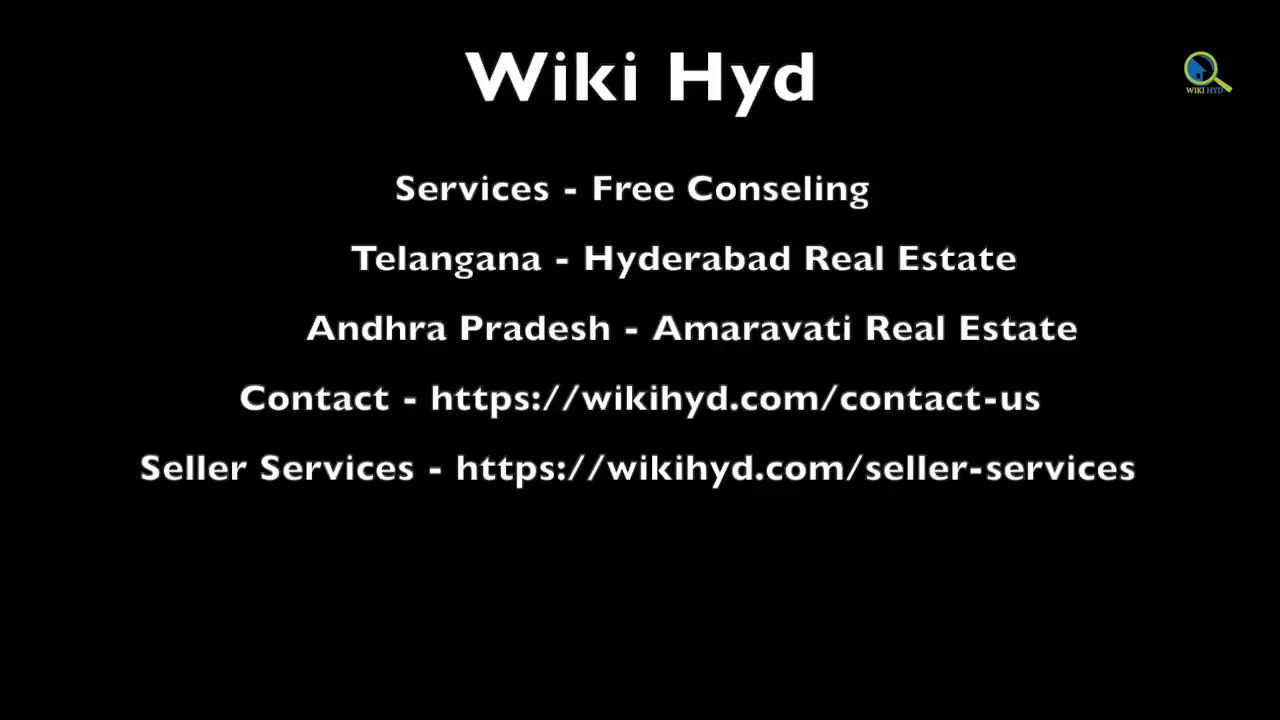 Wiki Hyd
WIKI HYD
Services - Free Conseling
Telangana - Hyderabad Real Estate
Andhra Pradesh - Amaravati Real Estate
Contact - https://wikihyd.com/contact-us
Seller Services - https://wikihyd.com/seller-services